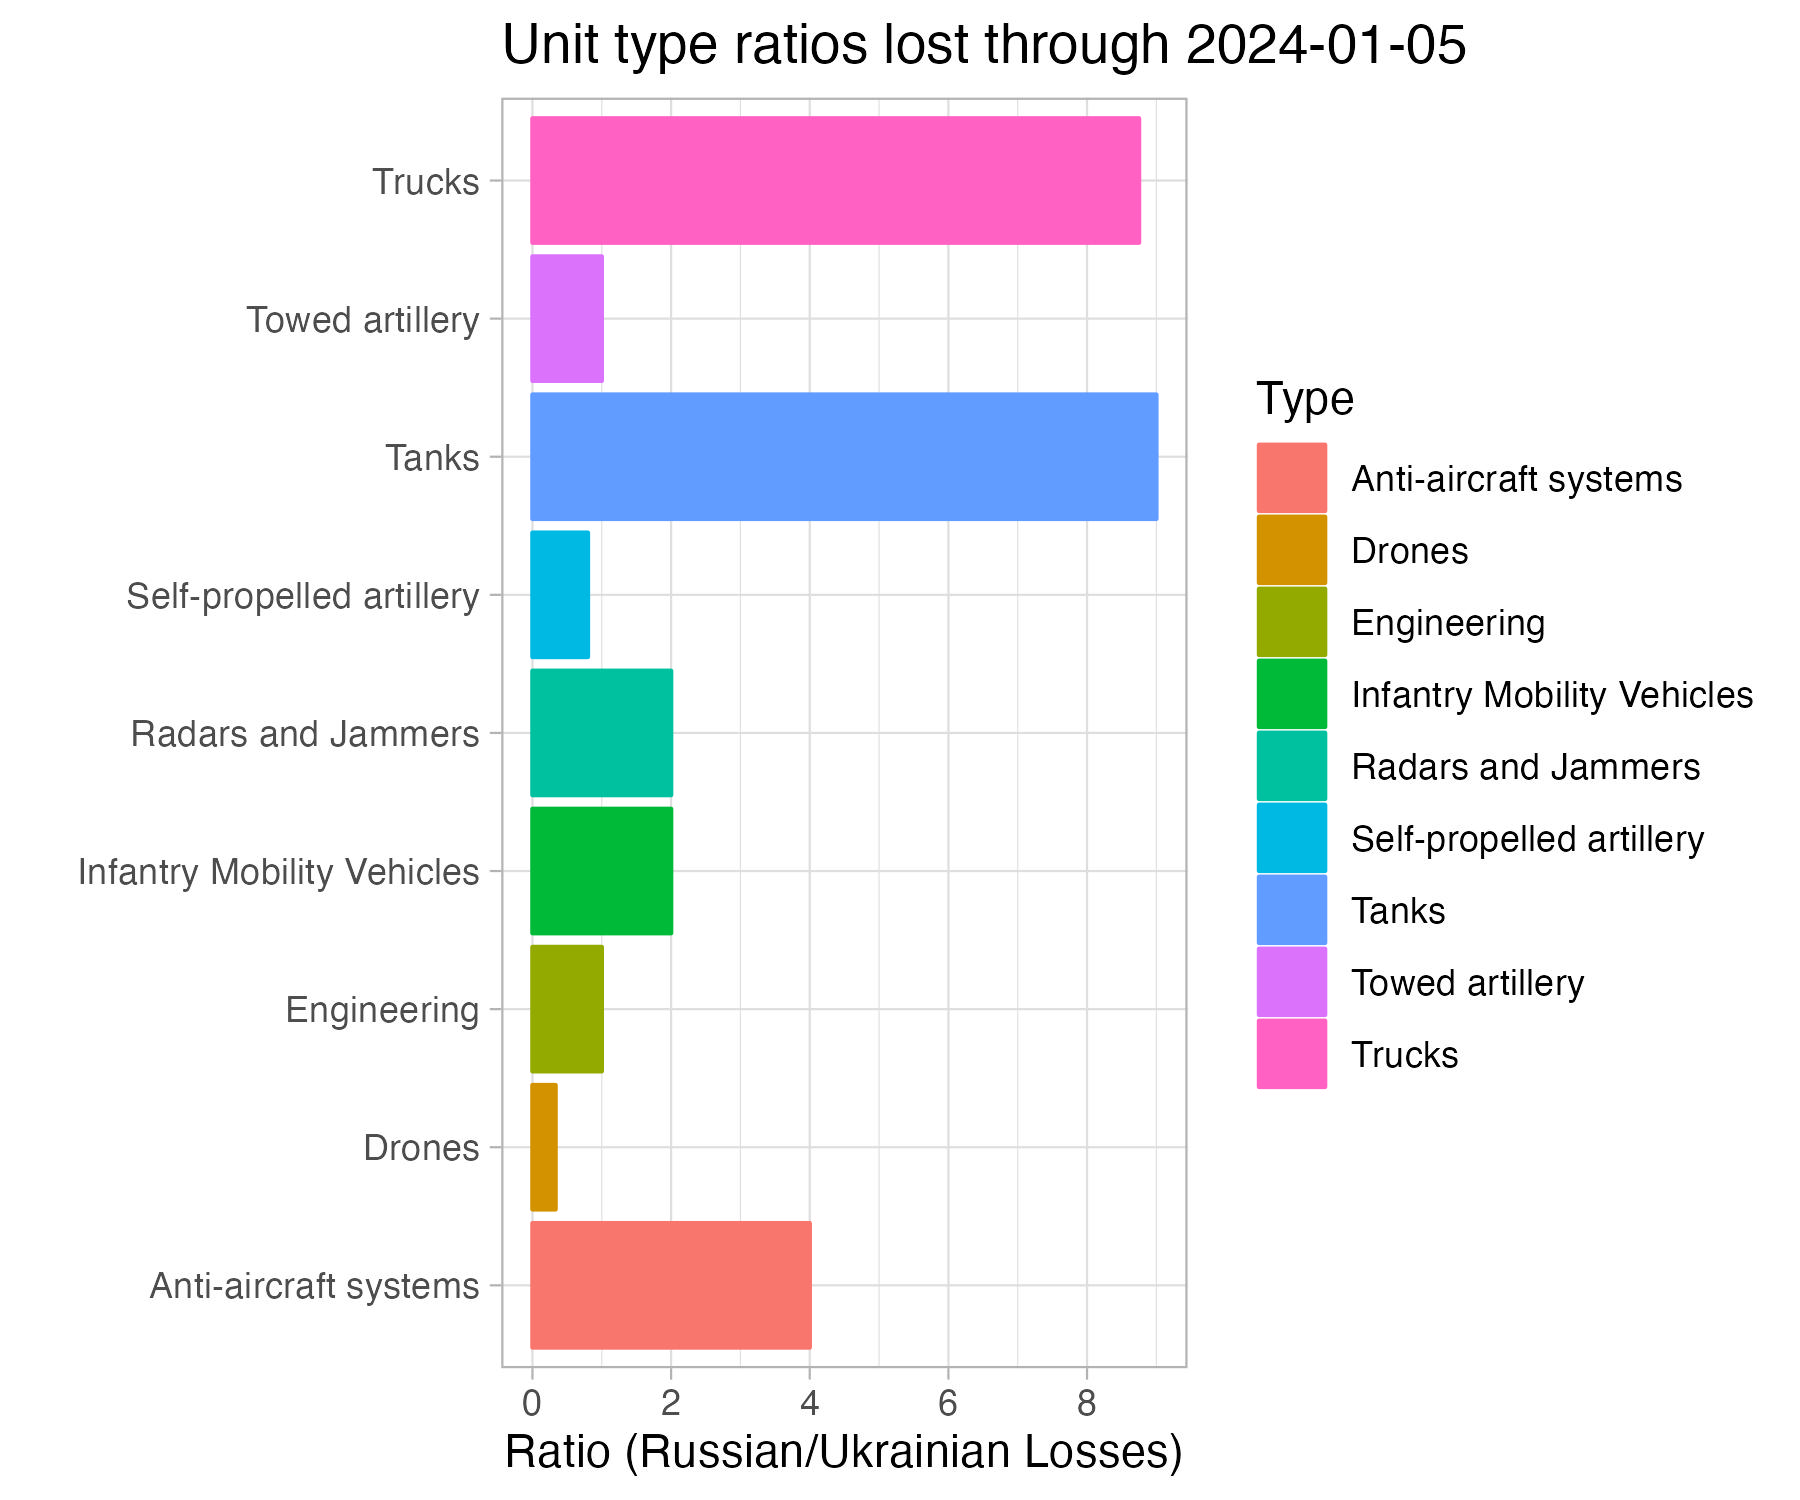 Unit type ratios lost through 2024-01-05
Trucks
Towed artillery
Tanks
Self-propelled artillery
Radars and Jammers
Infantry Mobility Vehicles
Engineering
Drones
Anti-aircraft systems
0 2 4 6 8
Ratio (Russian/Ukrainian Losses)
Type
Anti-aircraft systems
Drones
Engineering
Infantry Mobility Vehicles
Radars and Jammers
Self-propelled artillery
Tanks
Towed artillery
Trucks